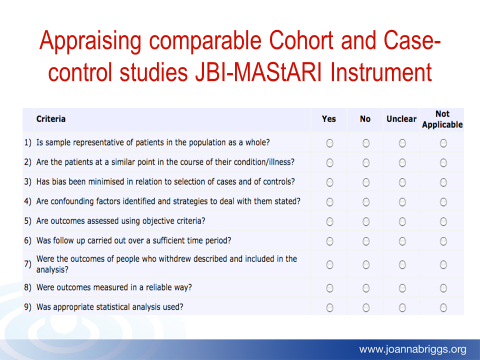 Appraising comparable Cohort and Case-
control studies JBI-MAStARI Instrument
Criteria Yes No Unclear Not Applicable
1) Is sample representative of patients in the population as a whole?
2) Are the patients at a similar point in the course of their condition/illness?
3) Has bias been minimised in relation to selection of cases and of controls?
4) Are confounding factors identified and strategies to deal with them stated?
5) Are outcomes assessed using objective criteria?
6) Was follow up carried out over a sufficient time period?
7) Were the outcomes of people who withdrew described and included in the
analysis?
8) Were outcomes measured in a reliable way?
9) Was appropriate statistical analysis used?
www.joannabriggs.org